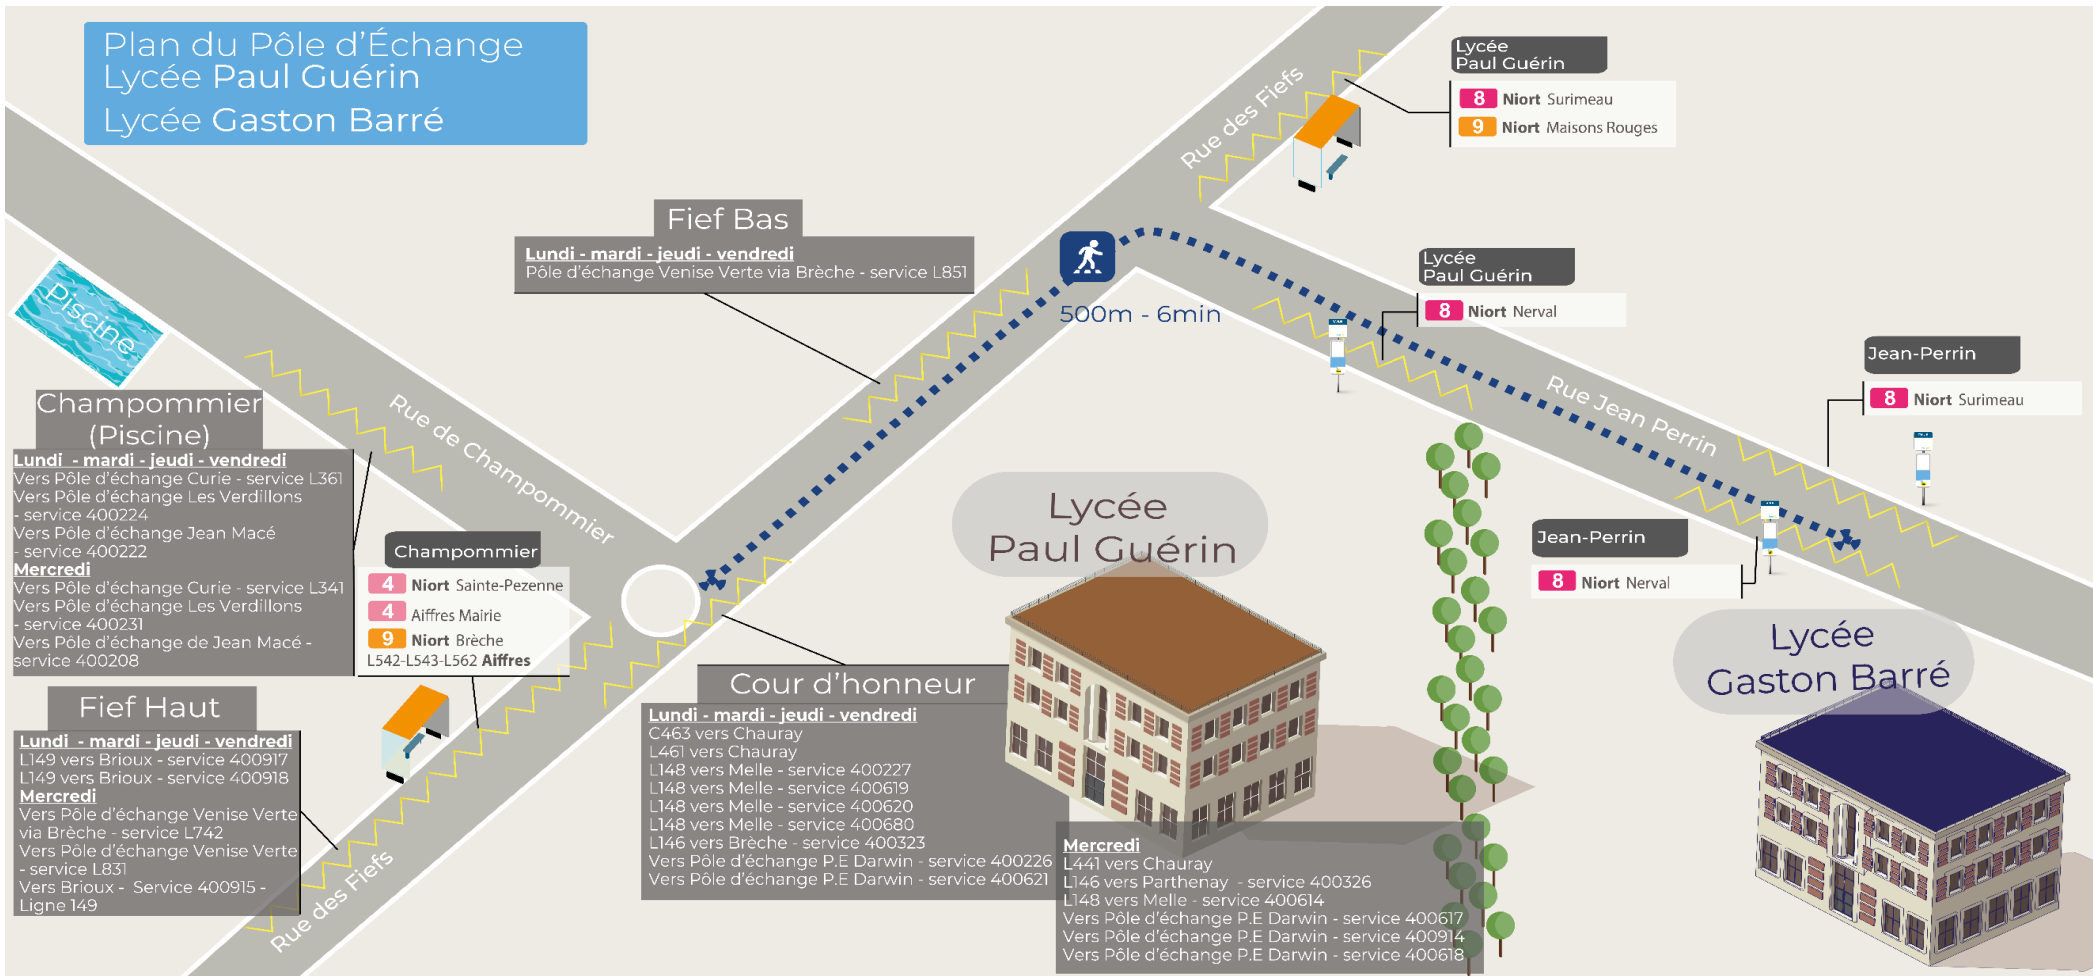 Plan du Pôle d'Échange
Lycée Paul Guérin
Lycée Gaston Barré
Lycée
Paul Guérin
8 Niort Surimeau
9 Niort Maisons Rouges
Rue des Fiefs
Fief Bas
Lundi - mardi - jeudi - vendredi
Pôle d'échange Venise Verte via Brèche - service L851
500m - 6min
Lycée
Paul Guérin
8 Niort Nerval
Jean-Perrin
8 Niort Surimeau
Rue Jean Perrin
Jean-Perrin
8 Niort Nerval
Piscine
Rue de Champommier
Champommier
(Piscine)
Lundi - mardi - jeudi - vendredi
Vers Pôle d'échange Curie - service L361
Vers Pôle d'échange Les Verdillons
- service 400224
Vers Pôle d'échange Jean Macé
- service 400222
Mercredi
Vers Pôle d'échange Curie - service L341
Vers Pôle d'échange Les Verdillons
- service 400231
Vers Pôle d'échange de Jean Macé -
service 400208
Champommier
4 Niort Sainte-Pezenne
4 Aiffres Mairie
9 Niort Brèche
L542-L543-L562 Aiffres
Fief Haut
Lundi - mardi - jeudi - vendredi
L149 vers Brioux - service 400917
L149 vers Brioux - service 400918
Mercredi
Vers Pôle d'échange Venise Verte
via Brèche - service L742
Vers Pôle d'échange Venise Verte
- service L831
Vers Brioux - Service 400915 -
Ligne 149
Rue des Fiefs
Cour d'honneur
Lundi - mardi - jeudi - vendredi
C463 vers Chauray
L461 vers Chauray
L148 vers Melle - service 400227
L148 vers Melle - service 400619
L148 vers Melle - service 400620
L148 vers Melle - service 400680
L146 vers Brèche - service 400323
Vers Pôle d'échange P.E Darwin - service 400226
Vers Pôle d'échange P.E Darwin - service 400621
Mercredi
L441 vers Chauray
L146 vers Parthenay - service 400326
L148 vers Melle - service 400614
Vers Pôle d'échange P.E Darwin - service 400617
Vers Pôle d'échange P.E Darwin - service 400914
Vers Pôle d'échange P.E Darwin - service 400618
Lycée
Paul Guérin
Lycée
Gaston Barré